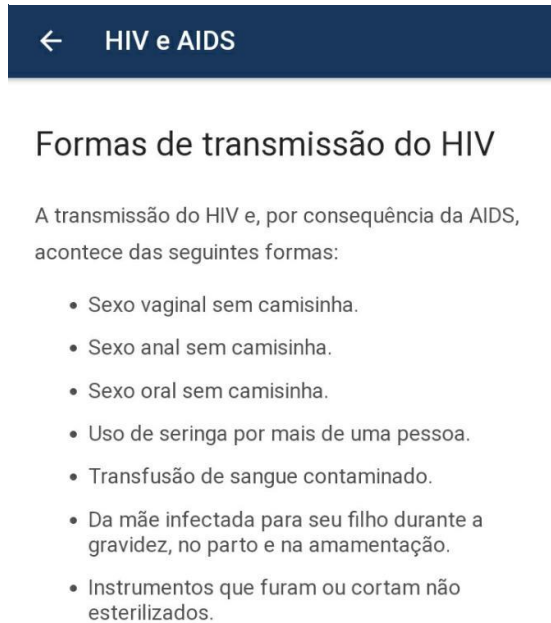 HIV e AIDS
Formas de transmissão do HIV
A transmissão do HIV e, por consequência da AIDS,
acontece das seguintes formas:
• Sexo vaginal sem camisinha.
• Sexo anal sem camisinha.
• Sexo oral sem camisinha.
• Uso de seringa por mais de uma pessoa.
• Transfusão de sangue contaminado.
• Da mãe infectada para seu filho durante a
gravidez, no parto e na amamentação.
• Instrumentos que furam ou cortam não
esterilizados.